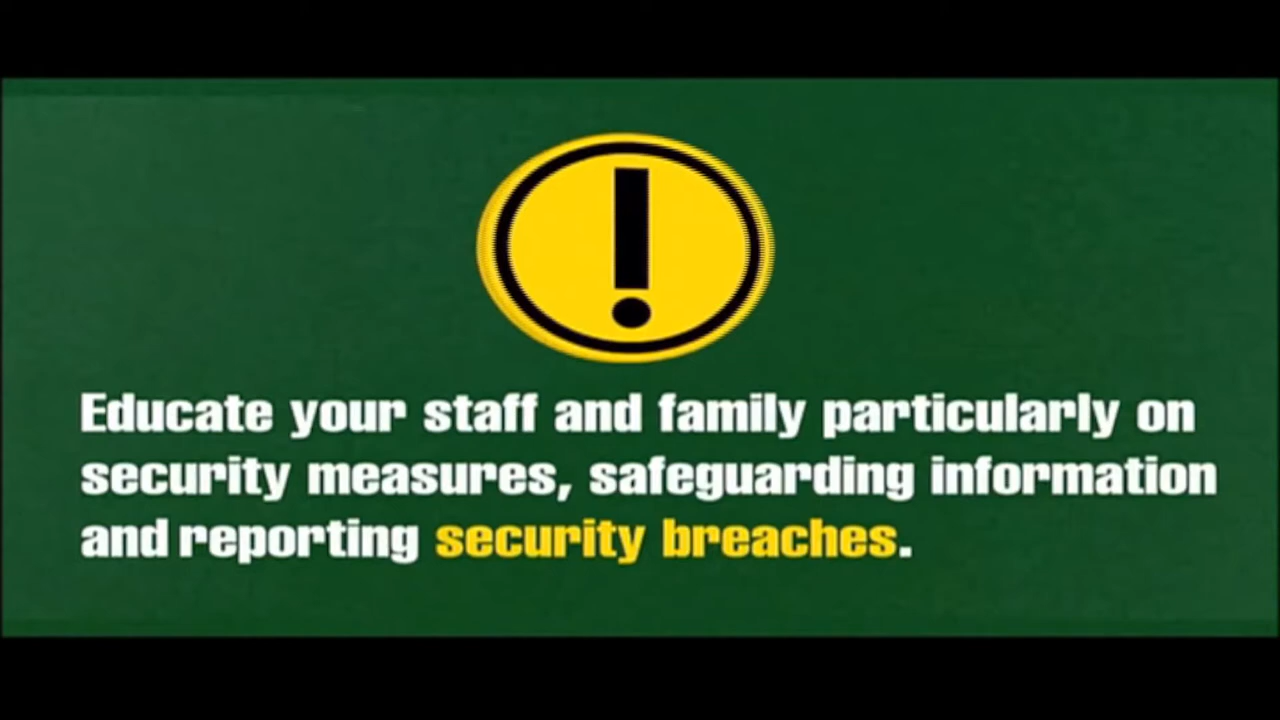 Educate your staff and family particularly on
security measures, safeguarding information
and reporting security breaches.